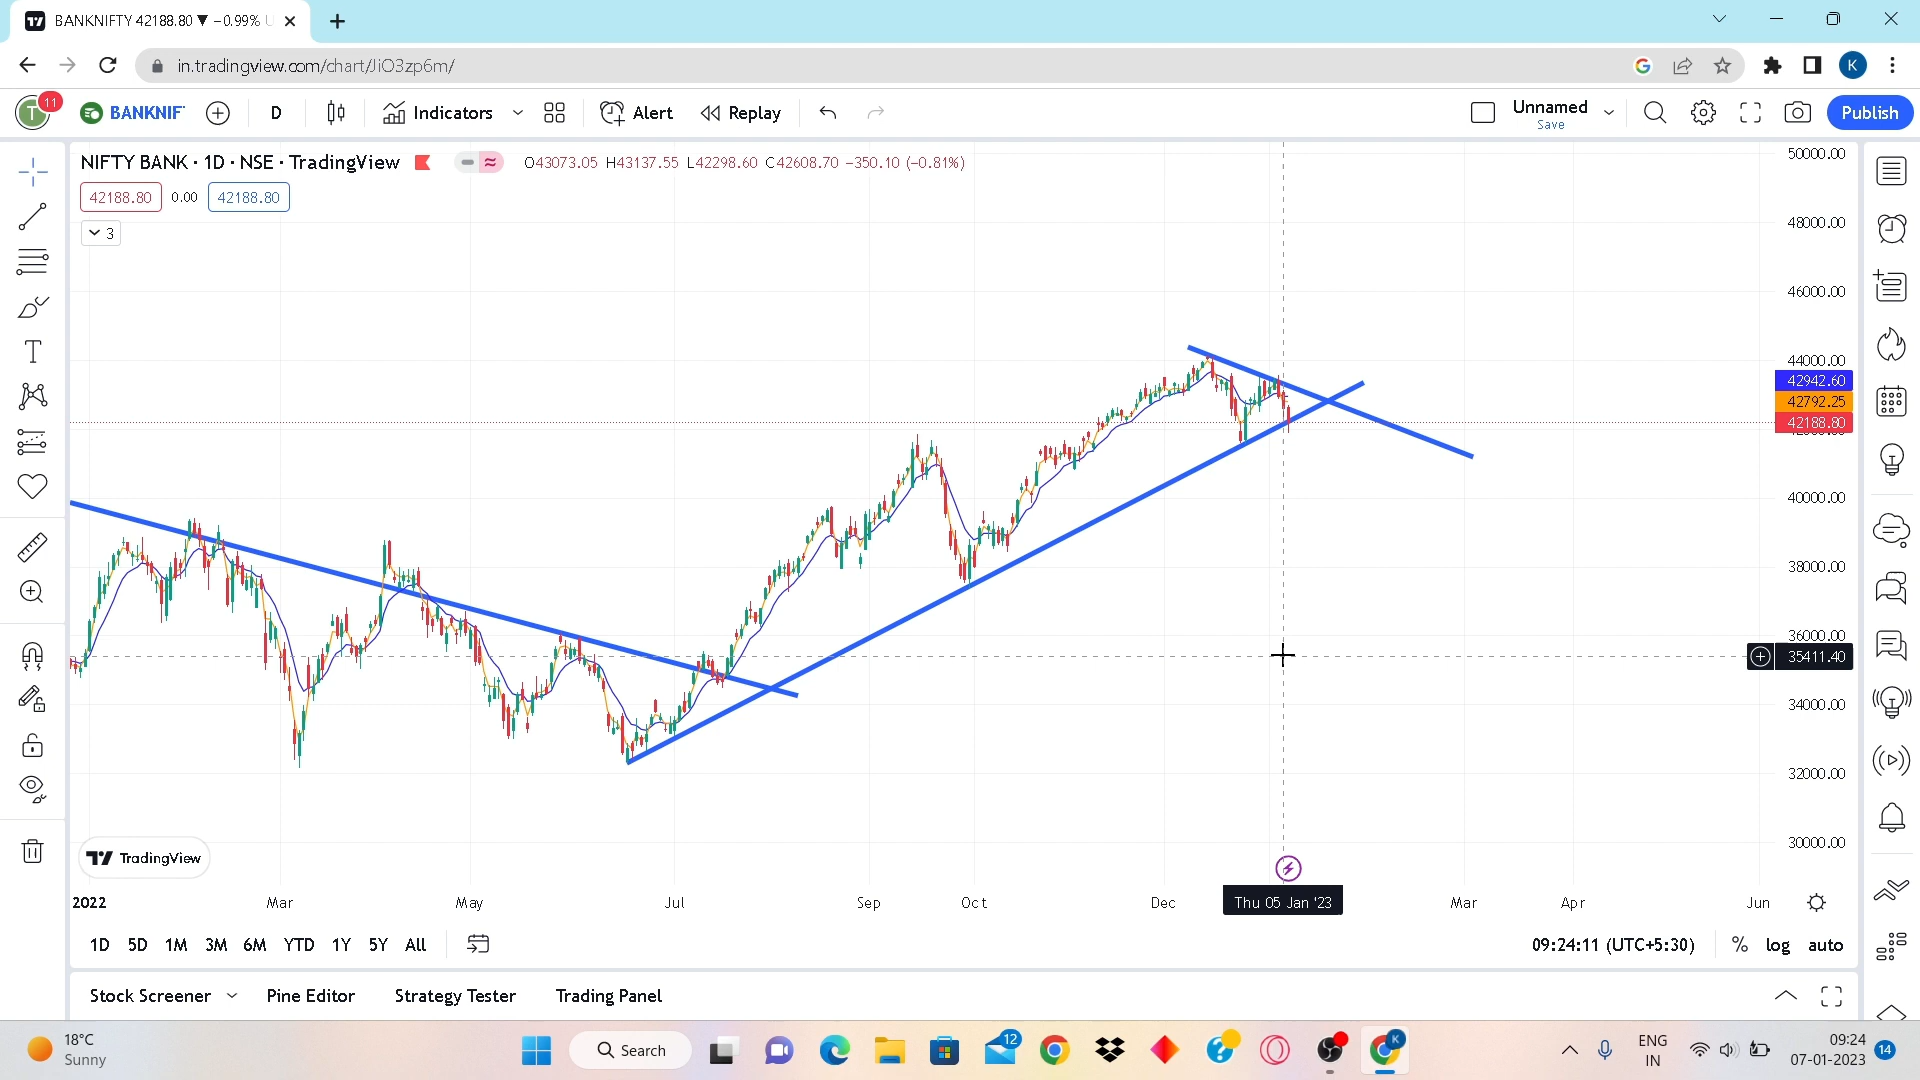 BANKNIFTY 42188.80 ▼ −0.99% U
in.tradingview.com/chart/JiO3zp6m/
K
T
11
BANKNIF
D
Indicators
Alert
Replay
Unnamed
Save
Publish
NIFTY BANK · 1D · NSE · TradingView
O43073.05 H43137.55 L42298.60 C42608.70 −350.10 (−0.81%)
42188.80
0.00
42188.80
3
50000.00
48000.00
46000.00
44000.00
42942.60
42792.25
42188.80
40000.00
38000.00
36000.00
35411.40
34000.00
32000.00
30000.00
TradingView
2022
Mar
May
Jul
Sep
Oct
Dec
Thu 05 Jan '23
Mar
Apr
Jun
1D 5D 1M 3M 6M YTD 1Y 5Y All
09:24:11 (UTC+5:30)
% log auto
Stock Screener
Pine Editor
Strategy Tester
Trading Panel
18°C
Sunny
Search
12
K
ENG
IN
09:24
07-01-2023
14